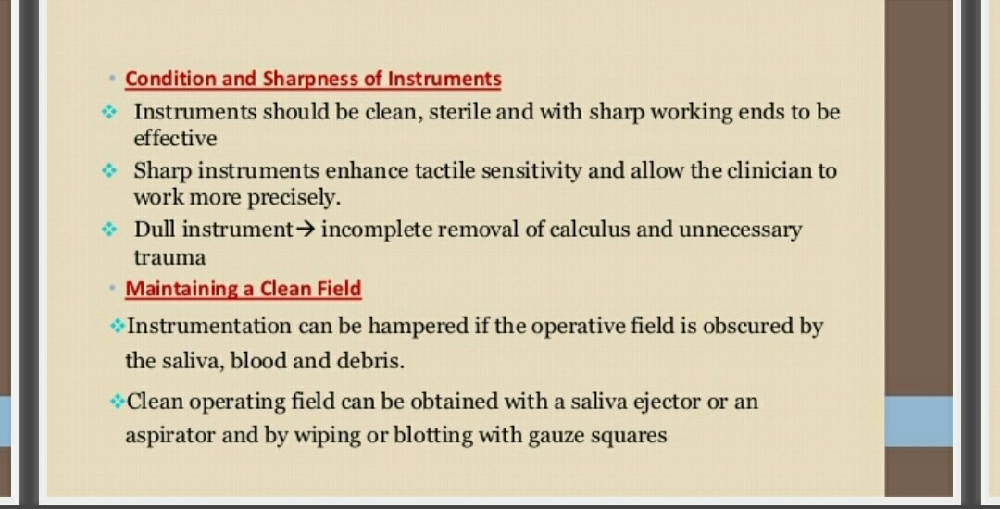 Condition and Sharpness of Instruments
Instruments should be clean, sterile and with sharp working ends to be
effective
Sharp instruments enhance tactile sensitivity and allow the clinician to
work more precisely.
Dull instrument→ incomplete removal of calculus and unnecessary
trauma
Maintaining a Clean Field
Instrumentation can be hampered if the operative field is obscured by
the saliva, blood and debris.
Clean operating field can be obtained with a saliva ejector or an
aspirator and by wiping or blotting with gauze squares